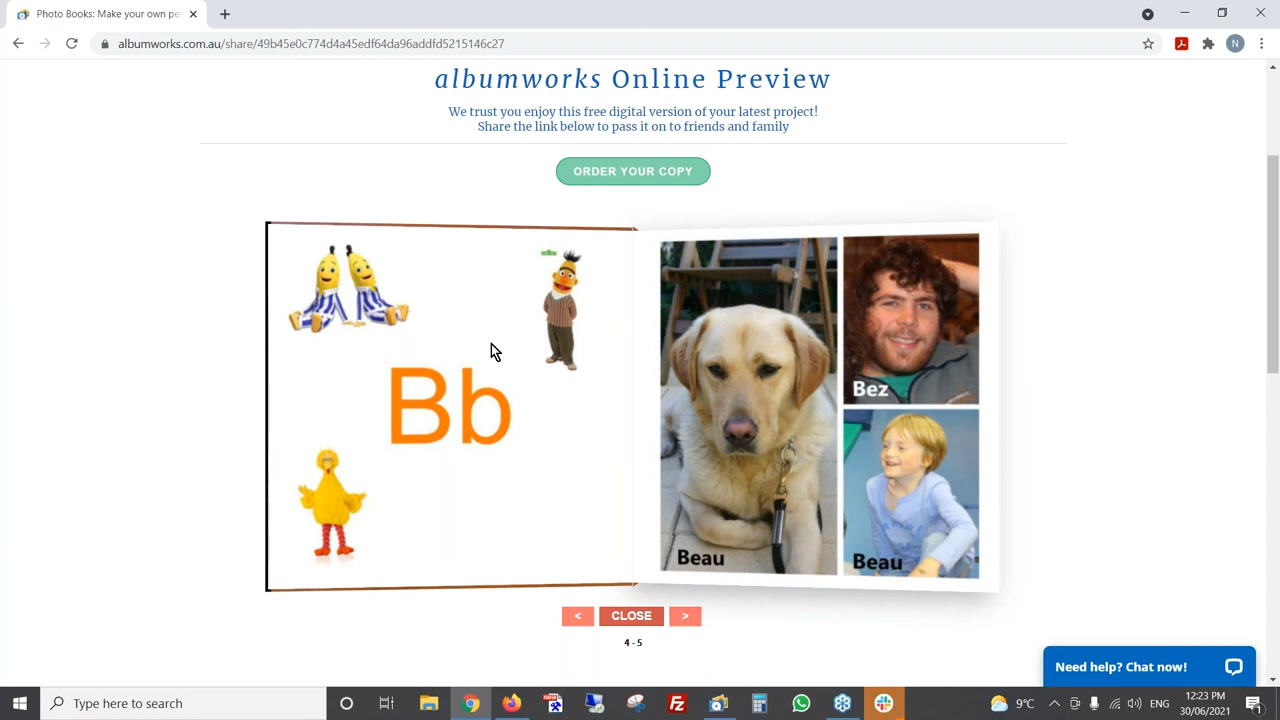 Photo Books: Make your own pe
albumworks.com.au/share/49b45e0c774d4a45edf64da96addfd5215146c27
N
albumworks Online Preview
We trust you enjoy this free digital version of your latest project!
Share the link below to pass it on to friends and family
ORDER YOUR COPY
Bb
Bez
Beau
Beau
<
CLOSE
>
4 - 5
Need help? Chat now!
Type here to search
9°C
ENG
12:23 PM
30/06/2021
1